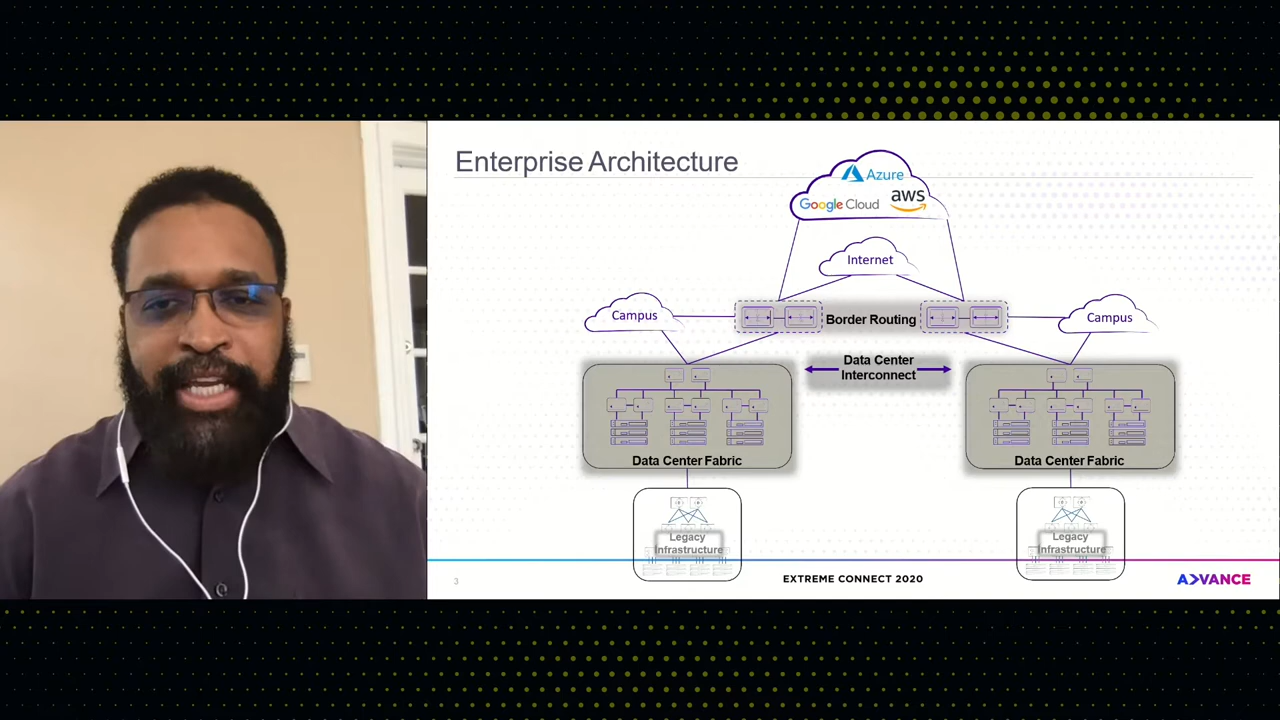 Enterprise Architecture
Azure
Google Cloud
aws
Internet
Campus
Border Routing
Campus
Data Center
Interconnect
Data Center Fabric
Data Center Fabric
Legacy
Infrastructure
Legacy
Infrastructure
3
EXTREME CONNECT 2020
ADVANCE